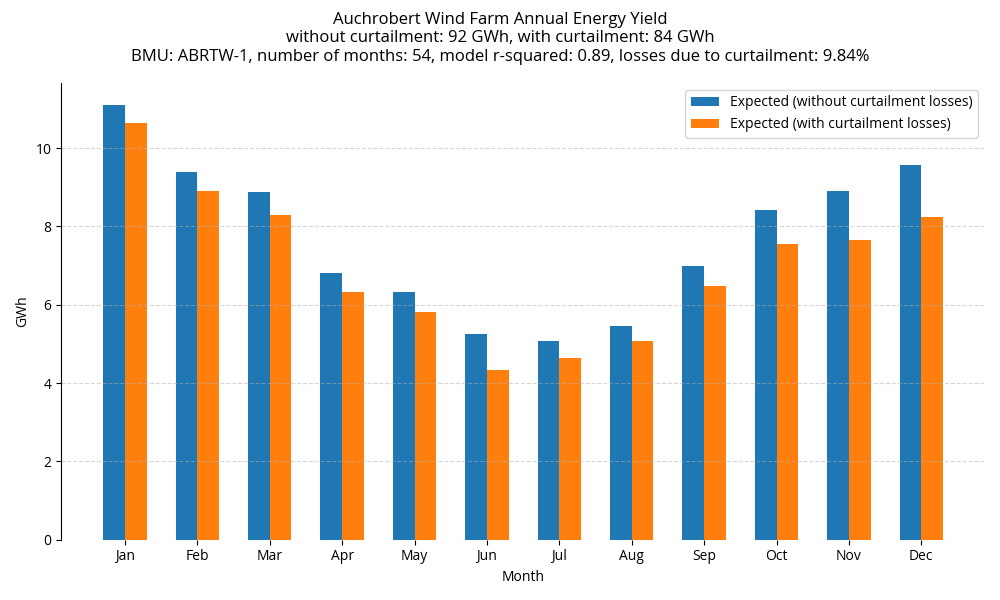 Auchrobert Wind Farm Annual Energy Yield
without curtailment: 92 GWh, with curtailment: 84 GWh
BMU: ABRTW-1, number of months: 54, model r-squared: 0.89, losses due to curtailment: 9.84%
Expected (without curtailment losses)
Expected (with curtailment losses)
GWh
10
8
6
4
2
0
Jan Feb Mar Apr May Jun Jul Aug Sep Oct Nov Dec
Month